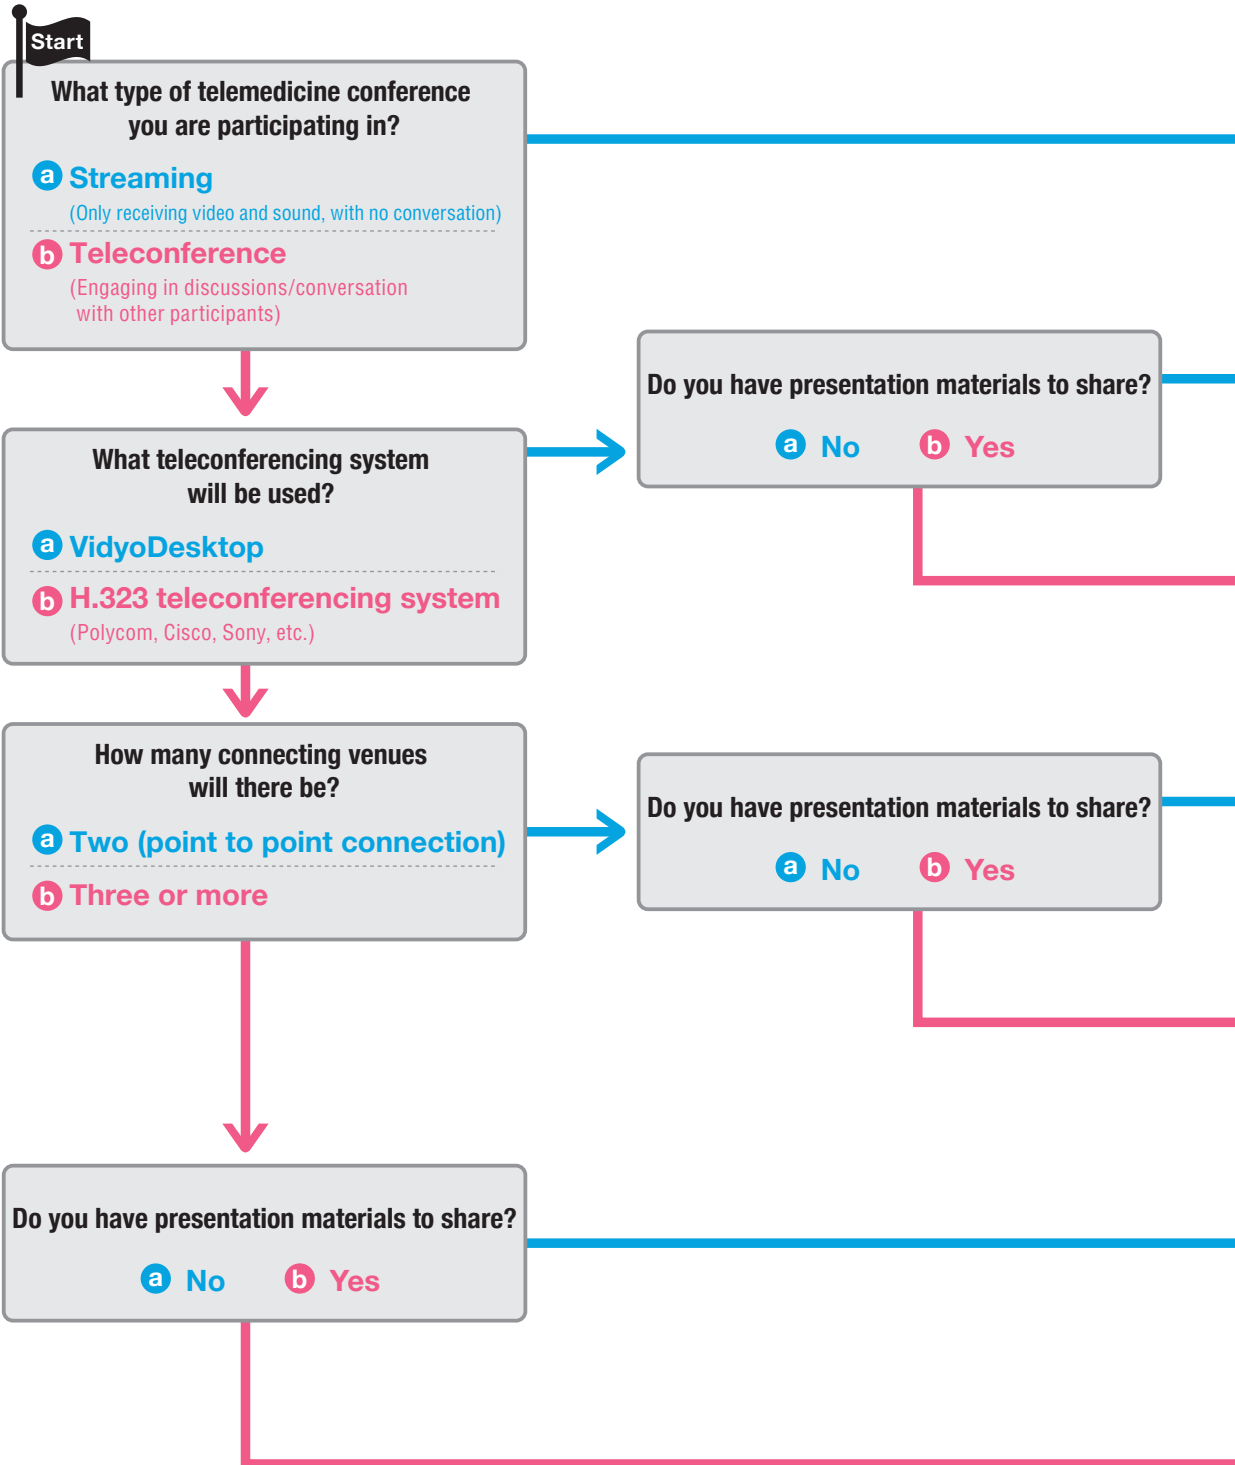 Start
What type of telemedicine conference
you are participating in?
a Streaming
(Only receiving video and sound, with no conversation)
b Teleconference
(Engaging in discussions/conversation
with other participants)
What teleconferencing system
will be used?
a VidyoDesktop
b H.323 teleconferencing system
(Polycom, Cisco, Sony, etc.)
Do you have presentation materials to share?
a No b Yes
How many connecting venues
will there be?
a Two (point to point connection)
b Three or more
Do you have presentation materials to share?
a No b Yes
Do you have presentation materials to share?
a No b Yes